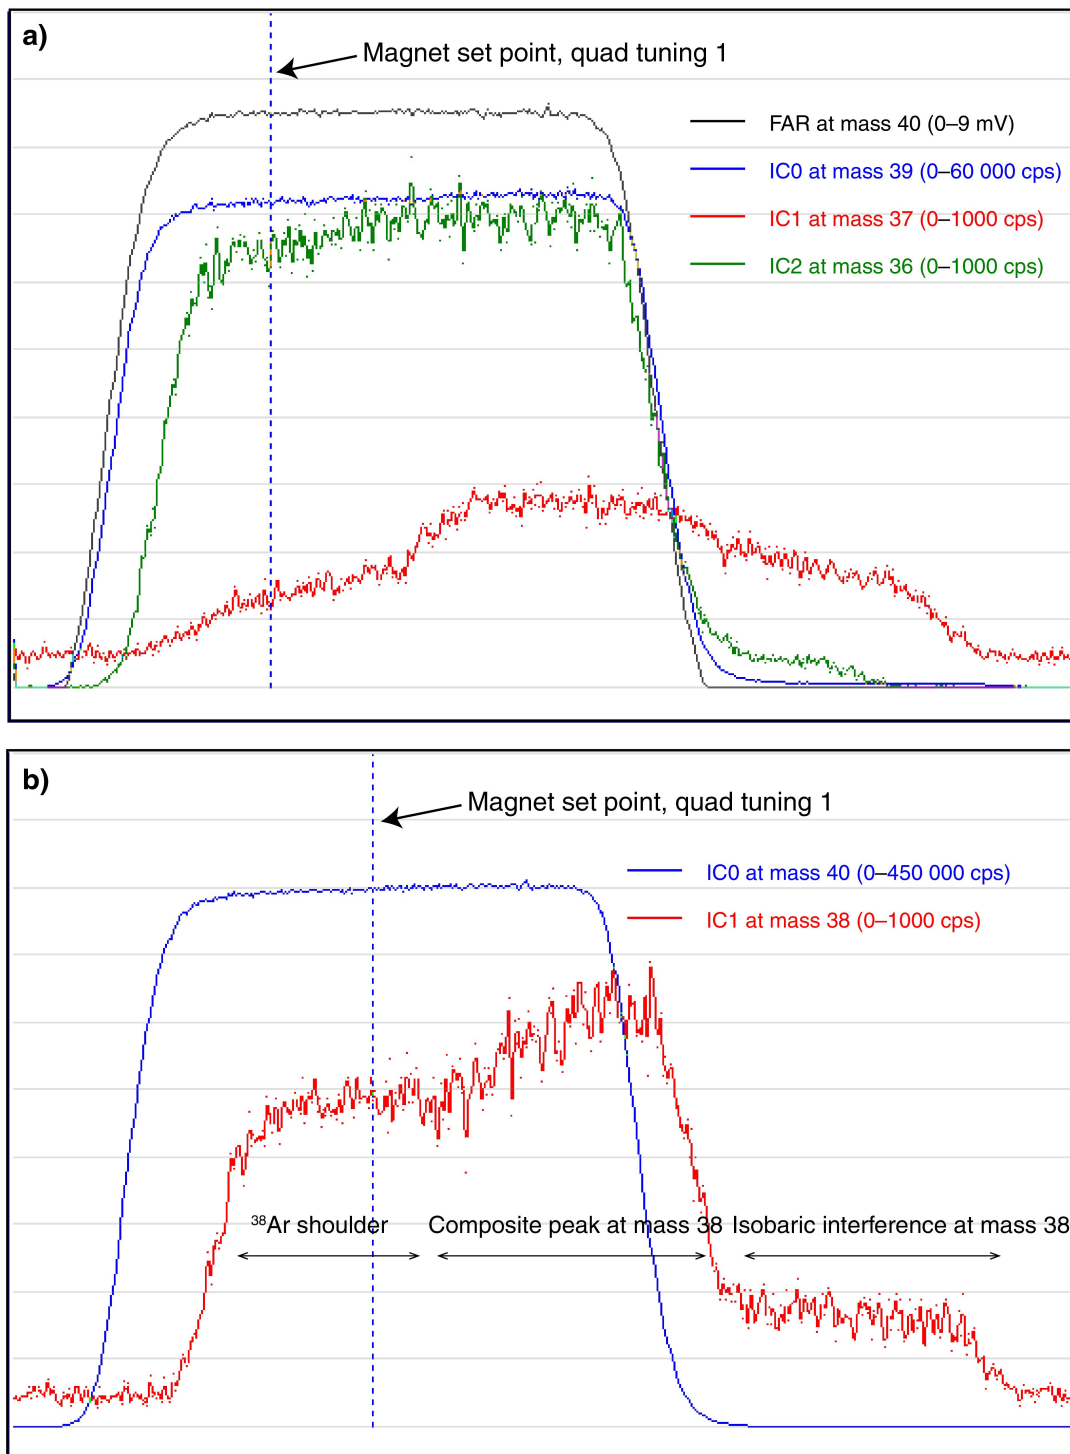 a)
Magnet set point, quad tuning 1
FAR at mass 40 (0–9 mV)
IC0 at mass 39 (0–60 000 cps)
IC1 at mass 37 (0–1000 cps)
IC2 at mass 36 (0–1000 cps)
b)
Magnet set point, quad tuning 1
IC0 at mass 40 (0–450 000 cps)
IC1 at mass 38 (0–1000 cps)
³⁸Ar shoulder Composite peak at mass 38 Isobaric interference at mass 38